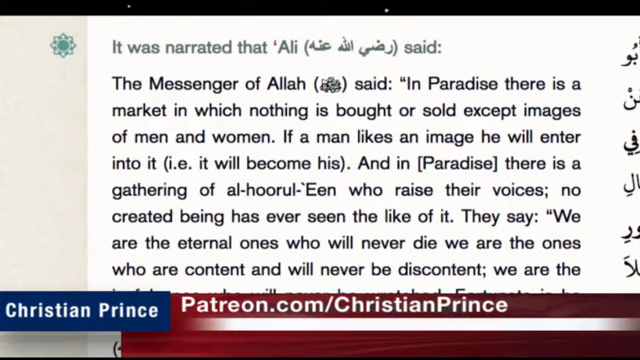 It was narrated that ‘Ali (رضي الله عنه) said:
The Messenger of Allah (ﷺ) said: “In Paradise there is a
market in which nothing is bought or sold except images
of men and women. If a man likes an image he will enter
into it (i.e. it will become his). And in [Paradise] there is a
gathering of al-hoorul-`Een who raise their voices; no
created being has ever seen the like of it. They say: “We
are the eternal ones who will never die we are the ones
who are content and will never be discontent; we are the
Christian Prince
Patreon.com/ChristianPrince